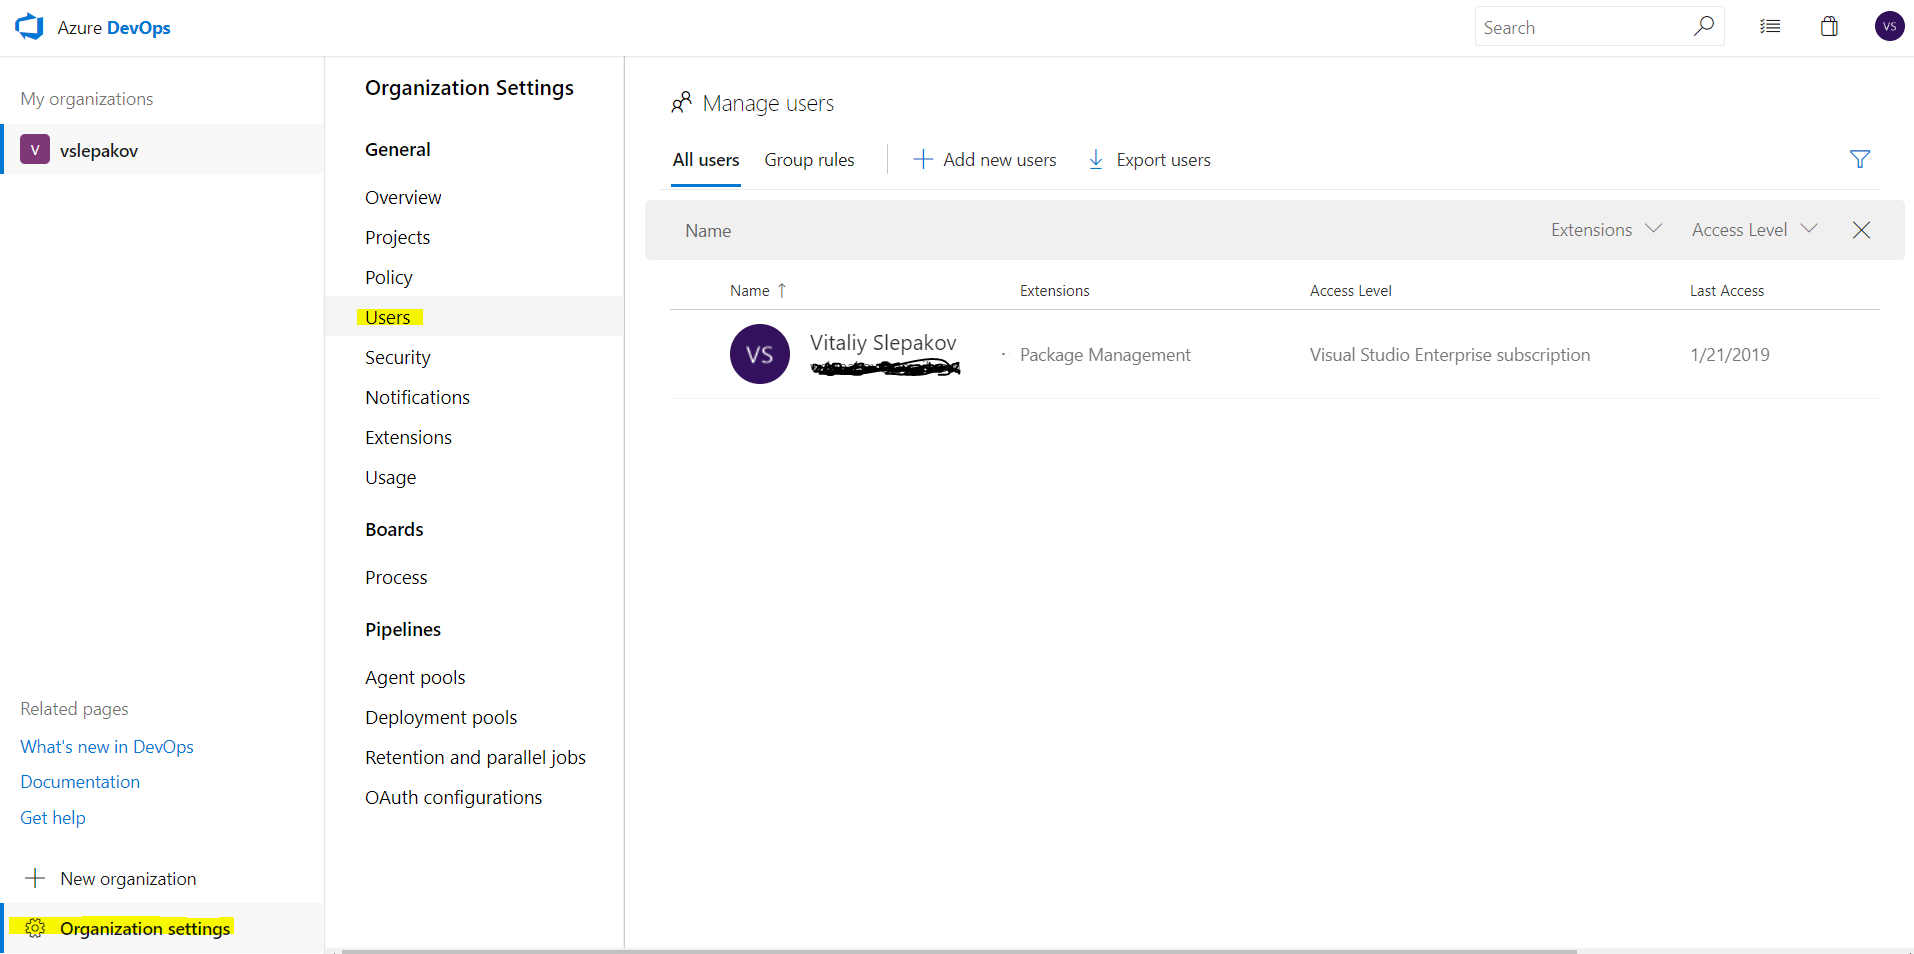 Azure DevOps
Search
VS
My organizations
V vslepakov
Related pages
What's new in DevOps
Documentation
Get help
New organization
Organization settings
Organization Settings
General
Overview
Projects
Policy
Users
Security
Notifications
Extensions
Usage
Boards
Process
Pipelines
Agent pools
Deployment pools
Retention and parallel jobs
OAuth configurations
Manage users
All users Group rules Add new users Export users
Name Extensions Access Level
Name Extensions Access Level Last Access
VS Vitaliy Slepakov Package Management Visual Studio Enterprise subscription 1/21/2019